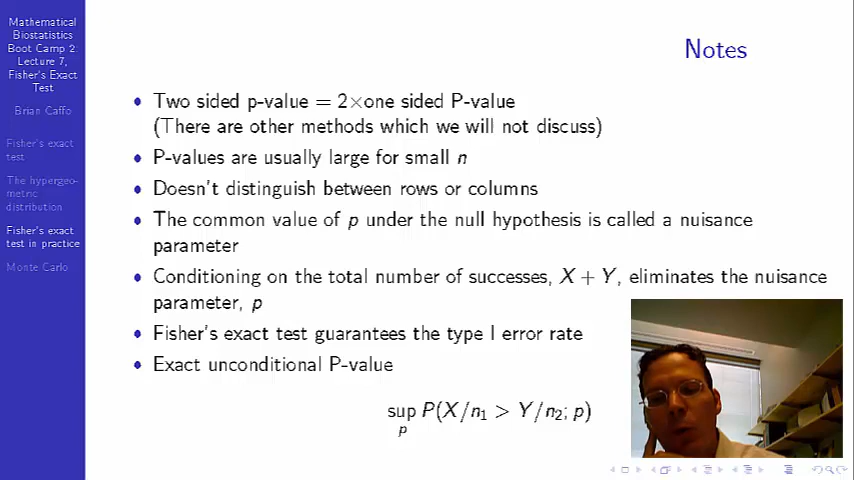 Mathematical
Biostatistics
Boot Camp 2:
Lecture 7,
Fisher's Exact
Test
Brian Caffo
Fisher's exact
test
The hypergeo-
metric
distribution
Fisher's exact
test in practice
Monte Carlo
Notes
• Two sided p-value = 2×one sided P-value
(There are other methods which we will not discuss)
• P-values are usually large for small n
• Doesn't distinguish between rows or columns
• The common value of p under the null hypothesis is called a nuisance
parameter
• Conditioning on the total number of successes, X + Y, eliminates the nuisance
parameter, p
• Fisher's exact test guarantees the type I error rate
• Exact unconditional P-value
sup P(X/n₁ > Y/n₂; p)
p